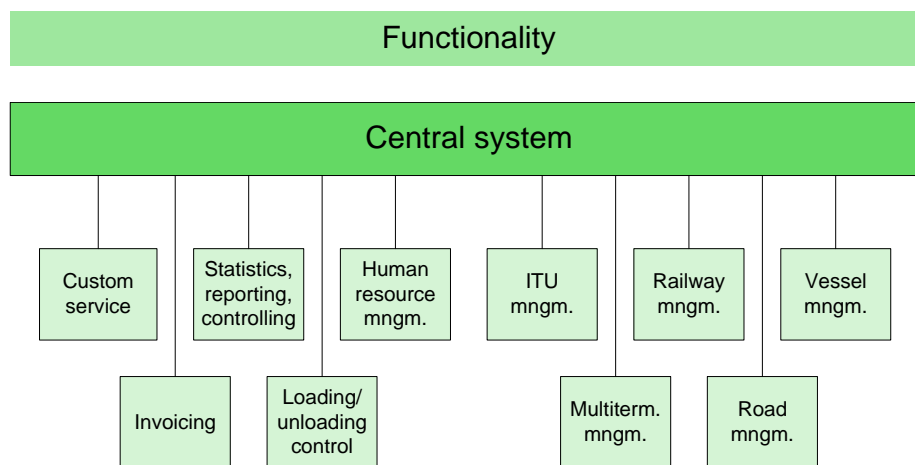 Functionality
Central system
Custom
service
Statistics,
reporting,
controlling
Human
resource
mngm.
ITU
mngm.
Railway
mngm.
Vessel
mngm.
Invoicing
Loading/
unloading
control
Multiterm.
mngm.
Road
mngm.